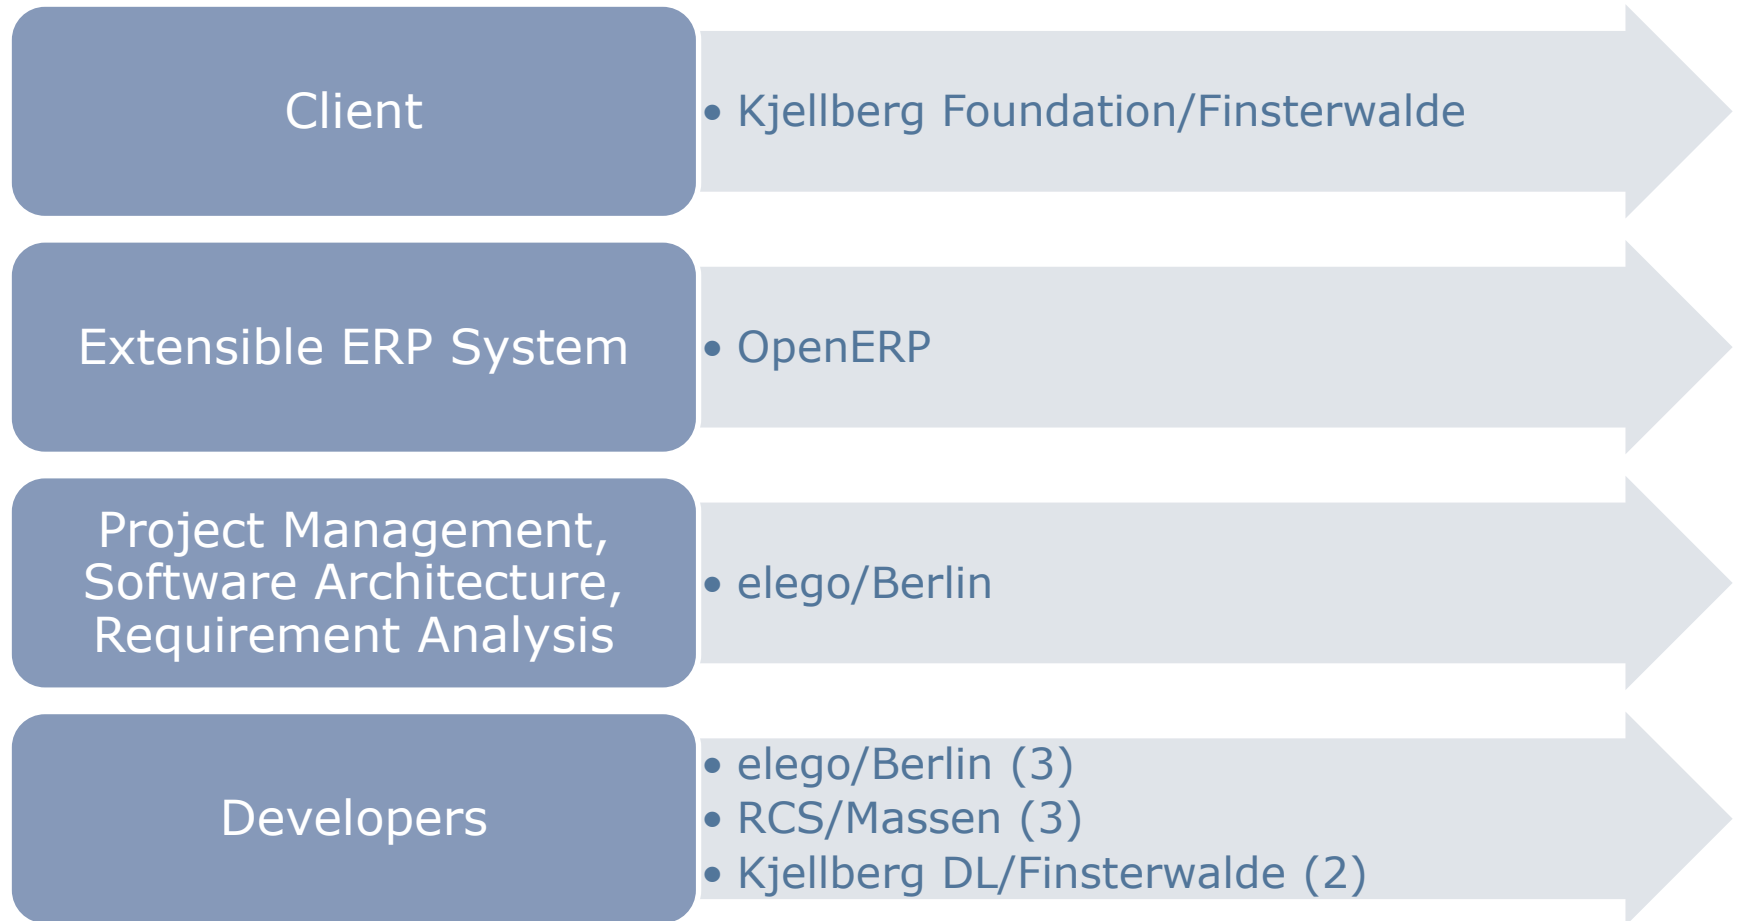 Client
• Kjellberg Foundation/Finsterwalde
Extensible ERP System
• OpenERP
Project Management,
Software Architecture,
Requirement Analysis
• elego/Berlin
Developers
• elego/Berlin (3)
• RCS/Massen (3)
• Kjellberg DL/Finsterwalde (2)